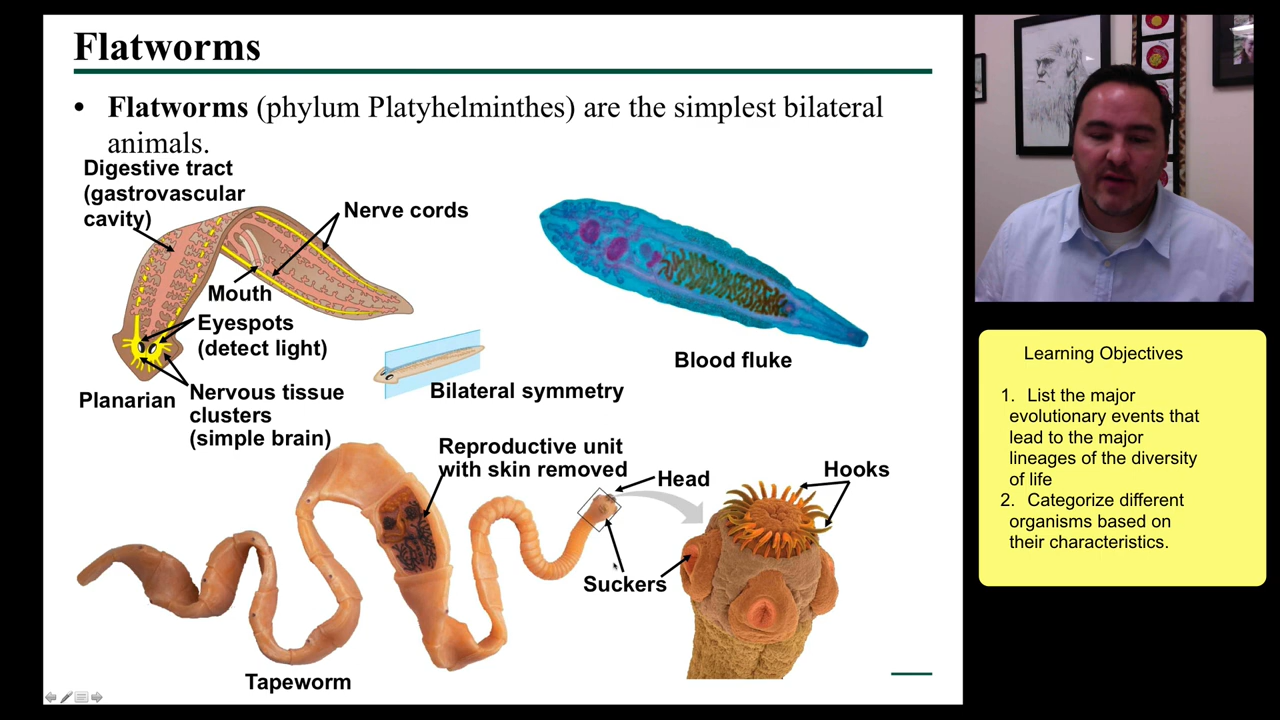 Flatworms
• Flatworms (phylum Platyhelminthes) are the simplest bilateral
animals.
Digestive tract
(gastrovascular
cavity)
Nerve cords
Mouth
Eyespots
(detect light)
Nervous tissue
clusters
(simple brain)
Planarian
Bilateral symmetry
Blood fluke
Reproductive unit
with skin removed
Head
Hooks
Suckers
Tapeworm
Learning Objectives
1. List the major
evolutionary events that
lead to the major
lineages of the diversity
of life
2. Categorize different
organisms based on
their characteristics.